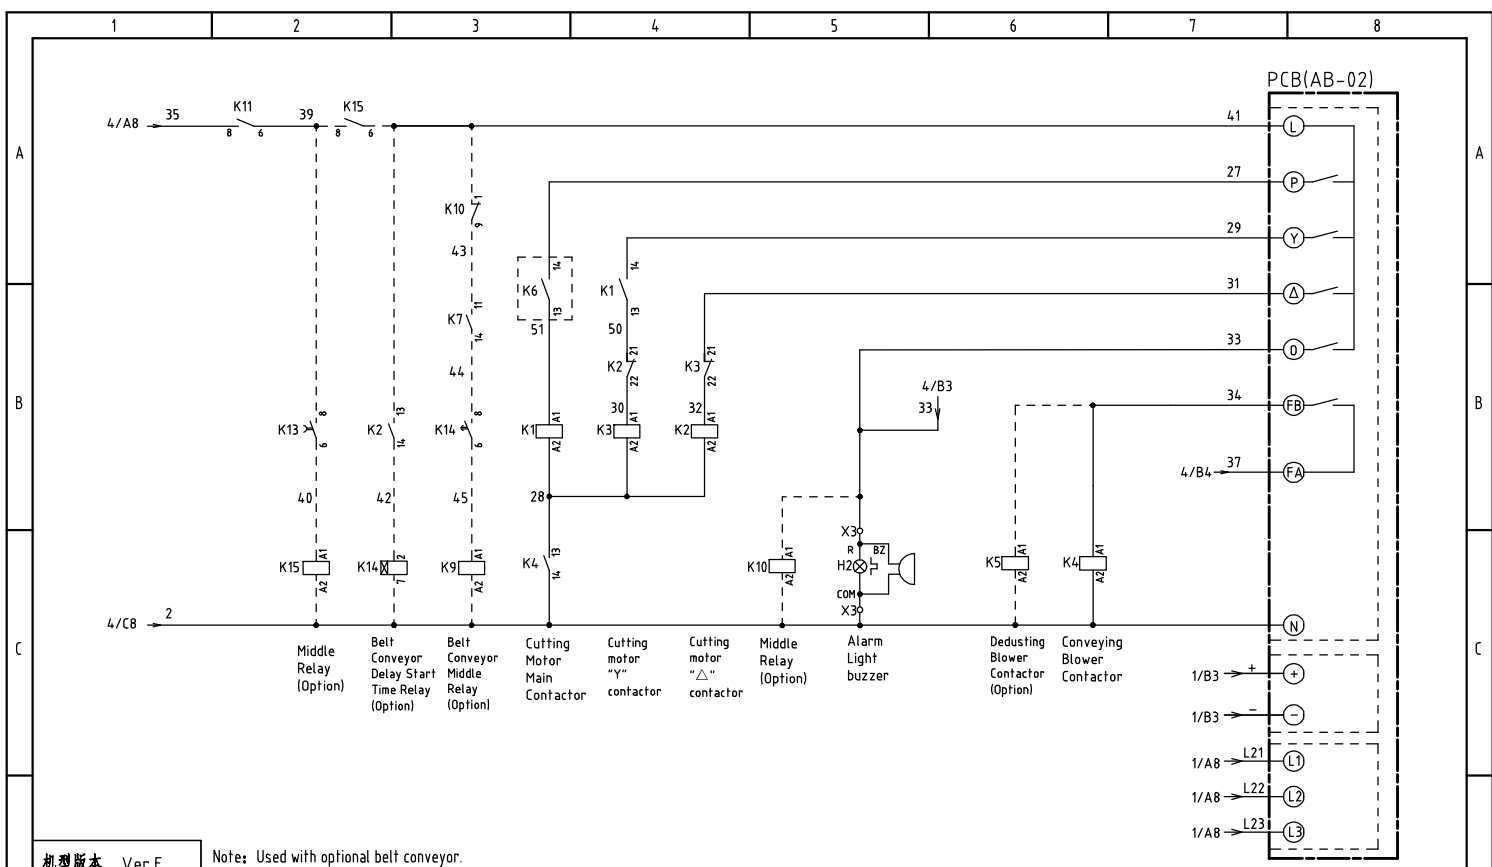 1 2 3 4 5 6 7 8
PCB(AB-02)
4/A8 35 K11 39 K15 41 L
8 6 8 6
A A
27 P
K10 1 9
43
29 Y
K6 14 13
K1 14 13
31 △
K7 11 14
51 50
33 0
44
K2 21 22
K3 21 22
4/B3
33
34 FB
B B
K13 8 6
K2 13 14
K14 8 6
30 32
K1 A1 A2
K3 A1 A2
K2 A1 A2
4/B4 37 FA
40 42 45 28
X3
R BZ
K4 13 14
K15 A1 A2
K14 2 7
K9 A1 A2
K10 A1 A2
H2
K5 A1 A2
K4 A1 A2
COM
X3
4/C8 2 N
C C
Middle
Relay
(Option)
Belt
Conveyor
Delay Start
Time Relay
(Option)
Belt
Conveyor
Middle
Relay
(Option)
Cutting
Motor
Main
Contactor
Cutting
motor
"Y"
contactor
Cutting
motor
"△"
contactor
Middle
Relay
(Option)
Alarm
Light
buzzer
Dedusting
Blower
Contactor
(Option)
Conveying
Blower
Contactor
1/B3 + +
1/B3 − −
1/A8 L21 L1
1/A8 L22 L2
1/A8 L23 L3
机型版本 Ver.F
Note: Used with optional belt conveyor.